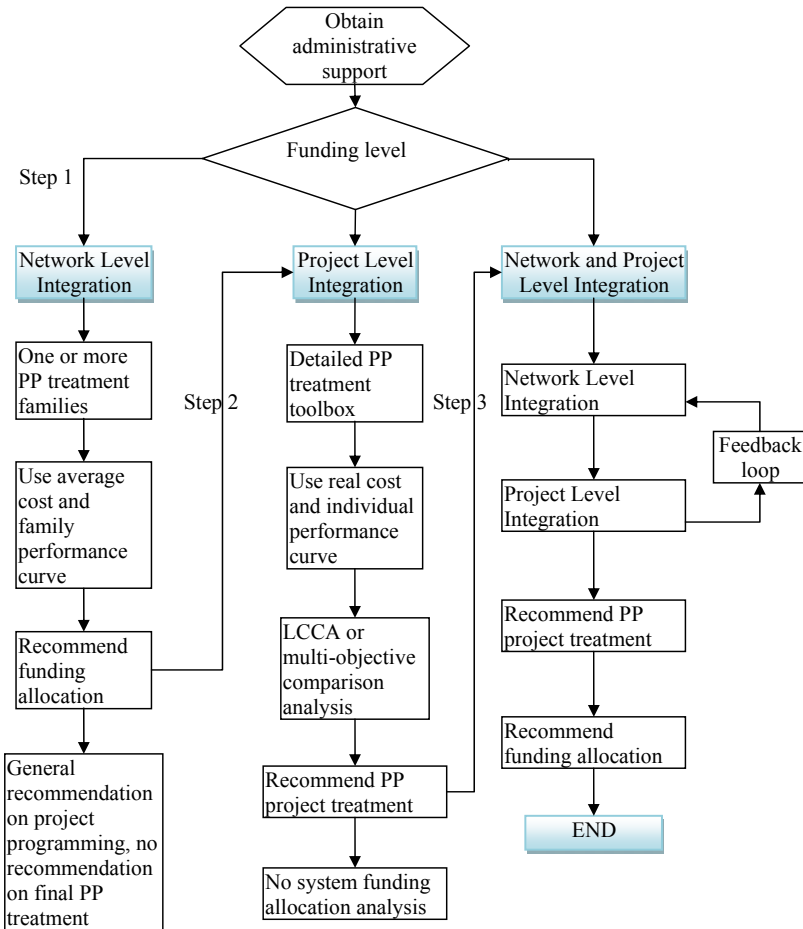 Obtain
administrative
support
Funding level
Step 1
Network Level
Integration
One or more
PP treatment
families
Use average
cost and
family
performance
curve
Recommend
funding
allocation
General
recommendation
on project
programming, no
recommendation
on final PP
treatment
Step 2
Project Level
Integration
Detailed PP
treatment
toolbox
Use real cost
and individual
performance
curve
LCCA or
multi-objective
comparison
analysis
Recommend PP
project treatment
No system funding
allocation analysis
Step 3
Network and Project
Level Integration
Network Level
Integration
Feedback
loop
Project Level
Integration
Recommend PP
project treatment
Recommend
funding allocation
END